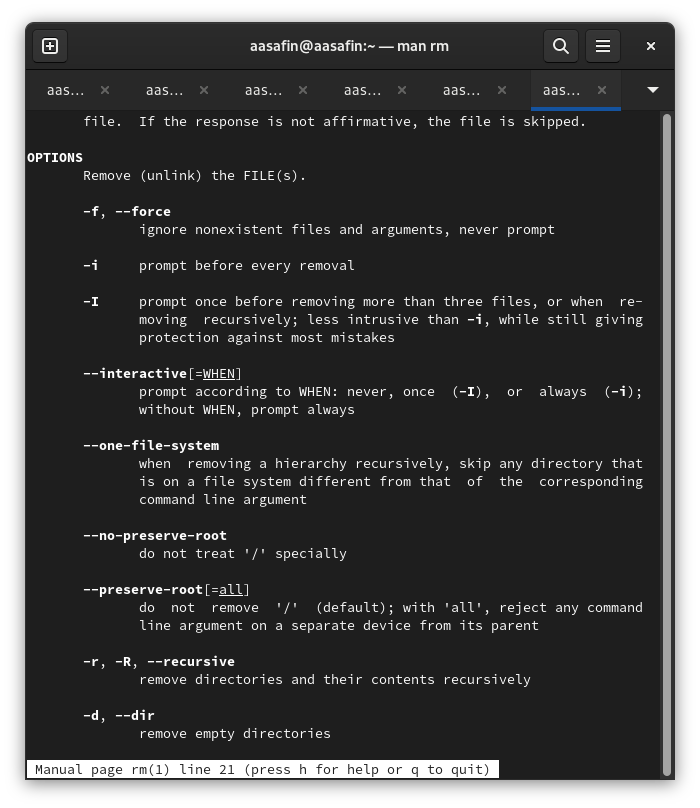 aasafin@aasafin:~ — man rm
aas… aas… aas… aas… aas… aas…
file.  If the response is not affirmative, the file is skipped.
OPTIONS
Remove (unlink) the FILE(s).
-f, --force
ignore nonexistent files and arguments, never prompt
-i     prompt before every removal
-I     prompt once before removing more than three files, or when  re-
moving  recursively; less intrusive than -i, while still giving
protection against most mistakes
--interactive[=WHEN]
prompt according to WHEN: never, once  (-I),  or  always  (-i);
without WHEN, prompt always
--one-file-system
when  removing a hierarchy recursively, skip any directory that
is on a file system different from that  of  the  corresponding
command line argument
--no-preserve-root
do not treat '/' specially
--preserve-root[=all]
do  not  remove  '/'  (default); with 'all', reject any command
line argument on a separate device from its parent
-r, -R, --recursive
remove directories and their contents recursively
-d, --dir
remove empty directories
Manual page rm(1) line 21 (press h for help or q to quit)